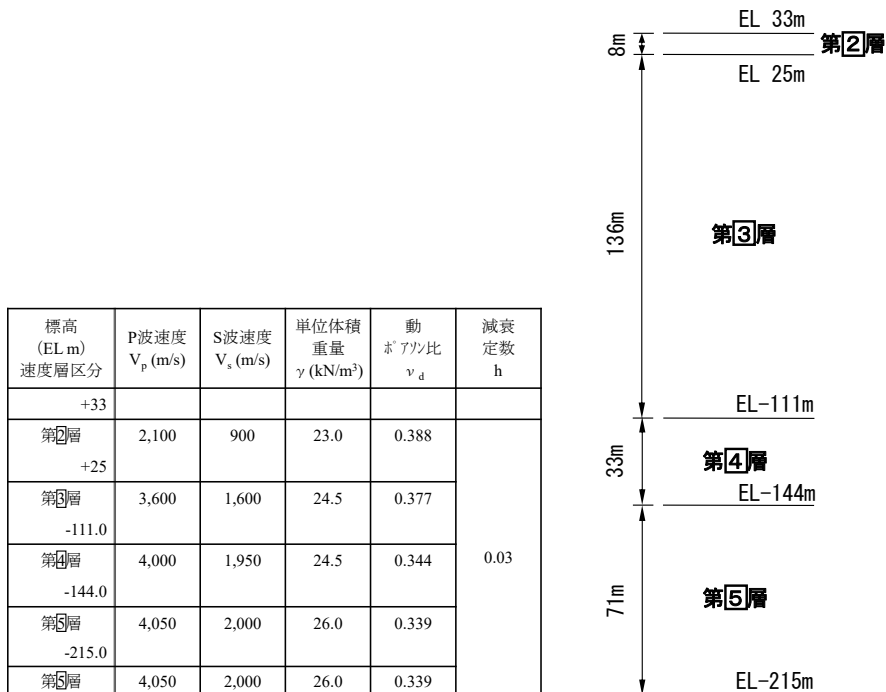 標高 P波速度 S波速度 単位体積 動 減衰
(EL m) Vp (m/s) Vs (m/s) 重量 ポアソン比 定数
速度層区分 γ (kN/m³) νd h
+33
第2層 2,100 900 23.0 0.388
+25
第3層 3,600 1,600 24.5 0.377
-111.0
第4層 4,000 1,950 24.5 0.344 0.03
-144.0
第5層 4,050 2,000 26.0 0.339
-215.0
第5層 4,050 2,000 26.0 0.339
EL 33m
8m 第2層
EL 25m
136m 第3層
EL-111m
33m 第4層
EL-144m
71m 第5層
EL-215m